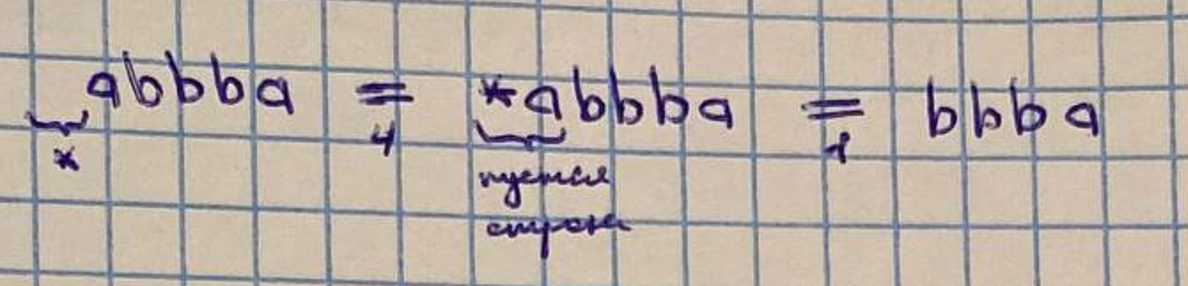 abbba = *abbba = bbba
* 4 пустая 1
строка